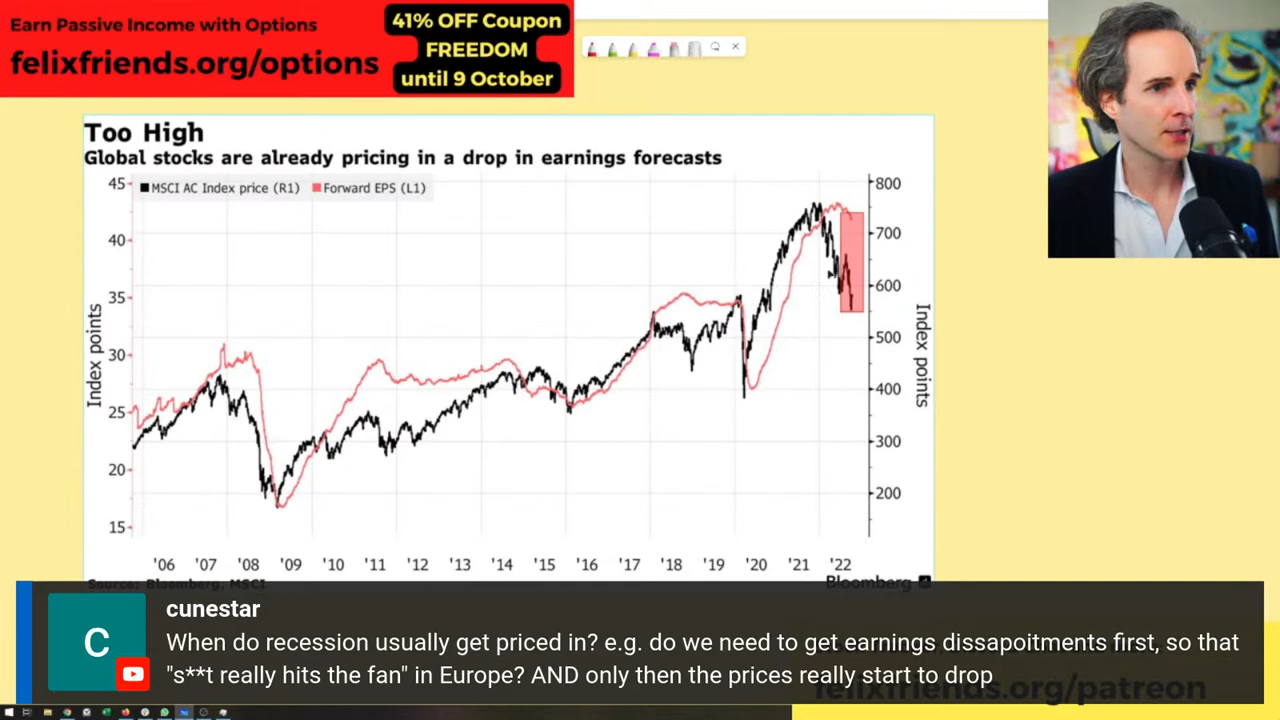 Earn Passive Income with Options
felixfriends.org/options
41% OFF Coupon
FREEDOM
until 9 October
Too High
Global stocks are already pricing in a drop in earnings forecasts
MSCI AC Index price (R1) Forward EPS (L1)
45
40
35
30
25
20
15
Index points
800
700
600
500
400
300
200
Index points
'06 '07 '08 '09 '10 '11 '12 '13 '14 '15 '16 '17 '18 '19 '20 '21 '22
Source: Bloomberg, MSCI
Bloomberg
C
cunestar
When do recession usually get priced in? e.g. do we need to get earnings dissapoitments first, so that
"s**t really hits the fan" in Europe? AND only then the prices really start to drop
felixfriends.org/patreon